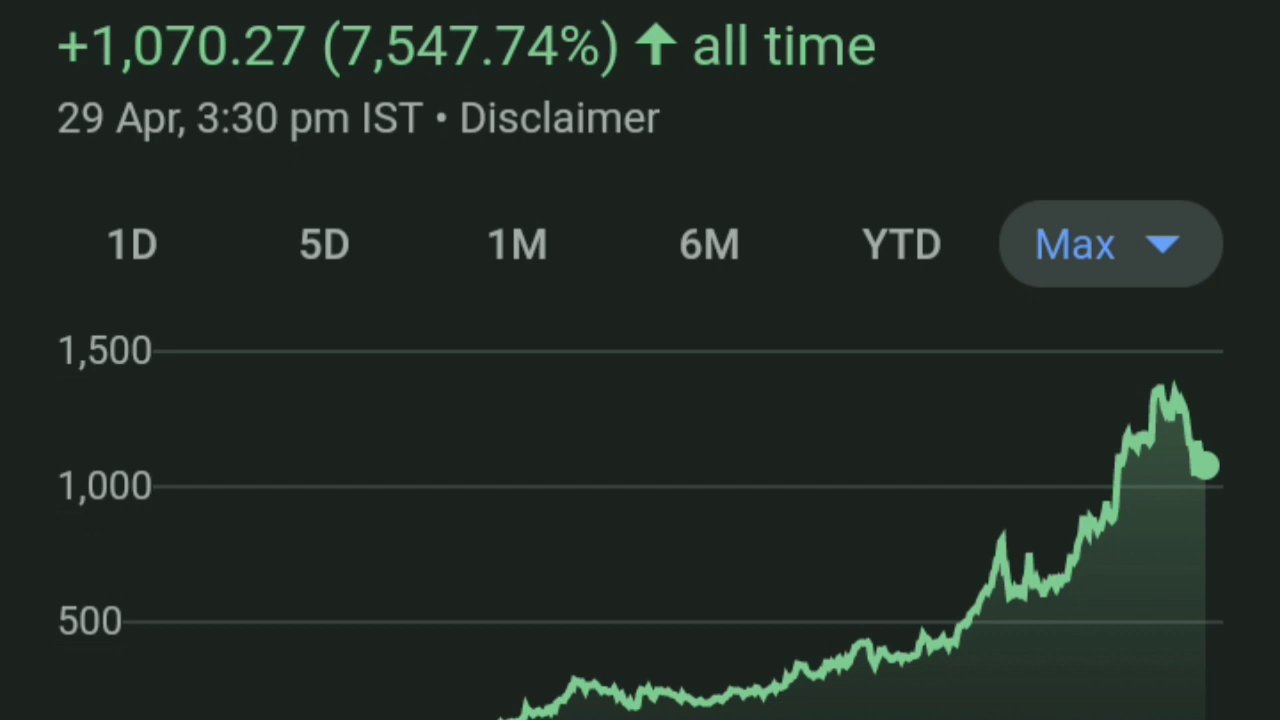 +1,070.27 (7,547.74%) ↑ all time
29 Apr, 3:30 pm IST • Disclaimer
1D 5D 1M 6M YTD Max
1,500
1,000
500